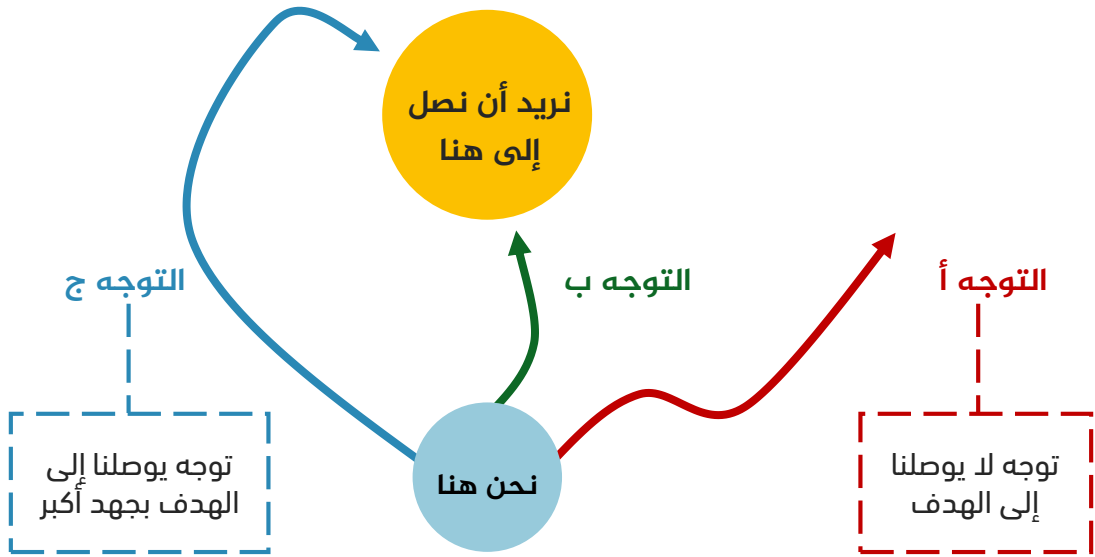 نريد أن نصل
إلى هنا
التوجه أ
التوجه ب
التوجه ج
توجه لا يوصلنا
إلى الهدف
نحن هنا
توجه يوصلنا إلى
الهدف بجهد أكبر